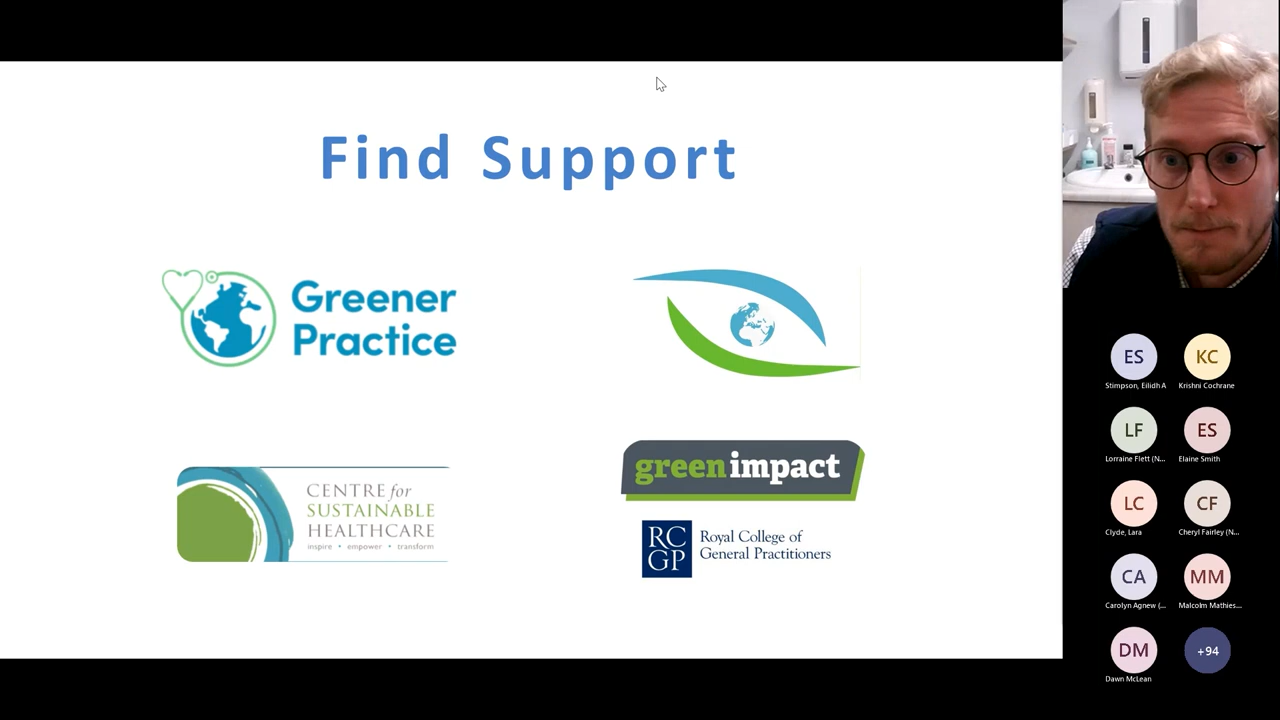 Find Support
Greener
Practice
CENTRE for
SUSTAINABLE
HEALTHCARE
inspire • empower • transform
greenimpact
RC
GP
Royal College of
General Practitioners
ES
KC
Stimpson, Eilidh A
Krishni Cochrane
LF
ES
Lorraine Flett (N...
Elaine Smith
LC
CF
Clyde, Lara
Cheryl Fairley (N...
CA
MM
Carolyn Agnew (...
Malcolm Mathies...
DM
+94
Dawn McLean